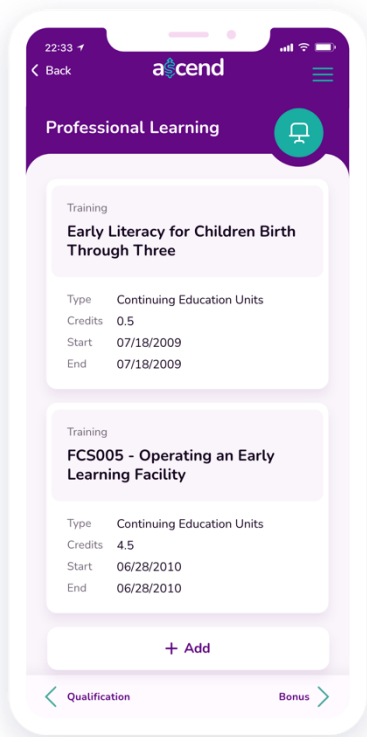 22:33
Back
ascend
Professional Learning
Training
Early Literacy for Children Birth
Through Three
Type Continuing Education Units
Credits 0.5
Start 07/18/2009
End 07/18/2009
Training
FCS005 - Operating an Early
Learning Facility
Type Continuing Education Units
Credits 4.5
Start 06/28/2010
End 06/28/2010
+ Add
Qualification
Bonus